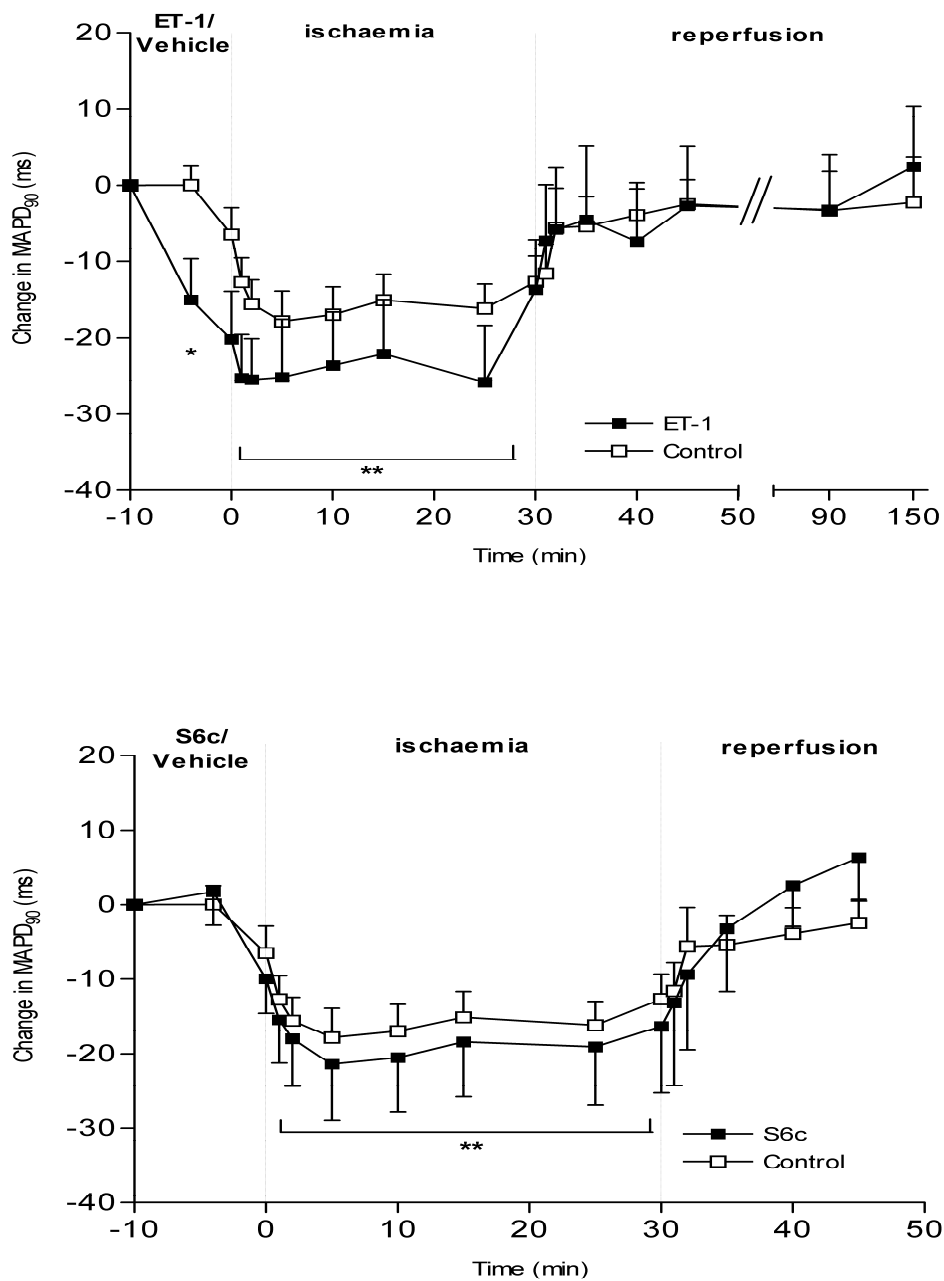 ET-1/
Vehicle
ischaemia
reperfusion
20
10
0
-10
-20
-30
-40
Change in MAPD90 (ms)
*
**
ET-1
Control
-10 0 10 20 30 40 50 90 150
Time (min)
S6c/
Vehicle
ischaemia
reperfusion
20
10
0
-10
-20
-30
-40
Change in MAPD90 (ms)
**
S6c
Control
-10 0 10 20 30 40 50
Time (min)